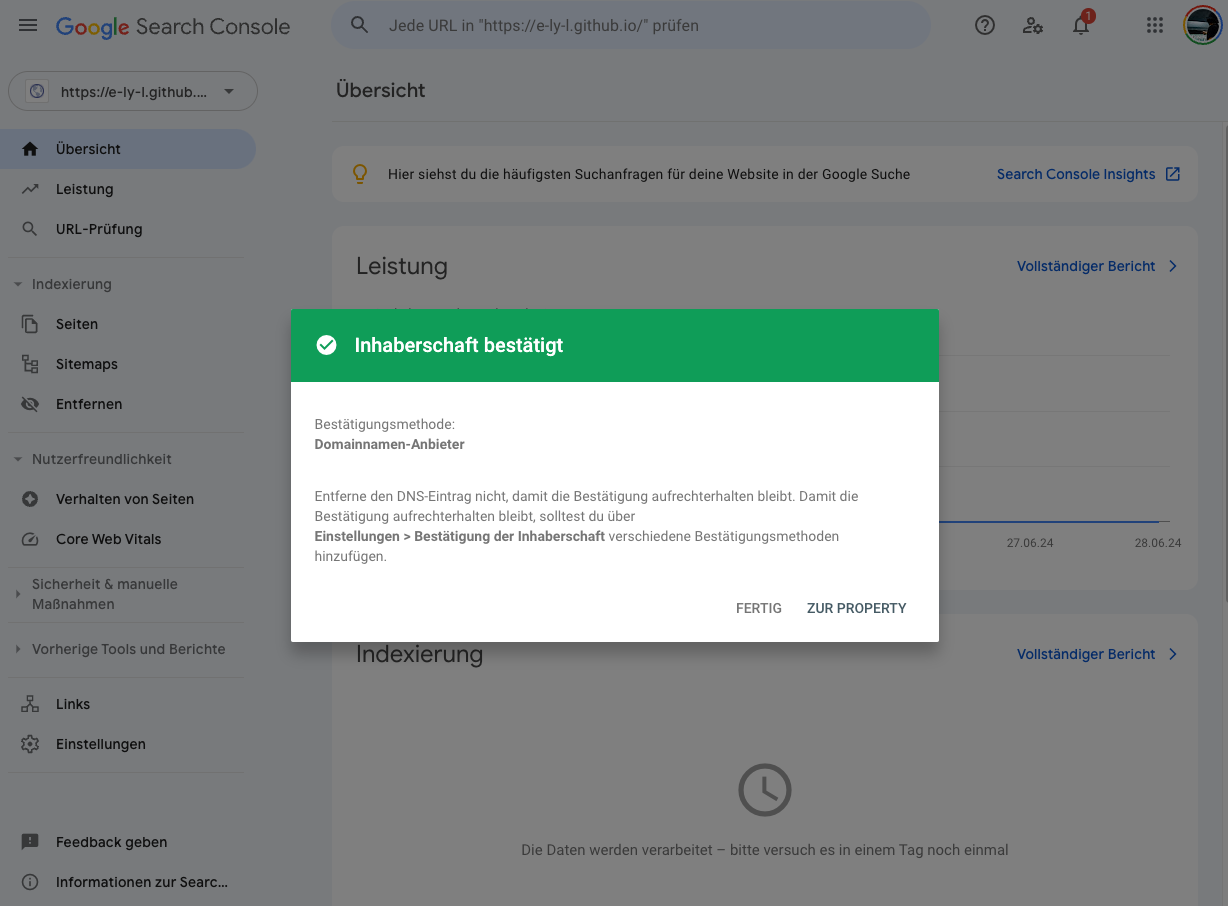 Google Search Console
Jede URL in "https://e-ly-l.github.io/" prüfen
1
https://e-ly-l.github....
Übersicht
Übersicht
Leistung
URL-Prüfung
Indexierung
Seiten
Sitemaps
Entfernen
Nutzerfreundlichkeit
Verhalten von Seiten
Core Web Vitals
Sicherheit & manuelle
Maßnahmen
Vorherige Tools und Berichte
Links
Einstellungen
Feedback geben
Informationen zur Searc...
Hier siehst du die häufigsten Suchanfragen für deine Website in der Google Suche
Search Console Insights
Leistung
Vollständiger Bericht
Inhaberschaft bestätigt
Bestätigungsmethode:
Domainnamen-Anbieter
Entferne den DNS-Eintrag nicht, damit die Bestätigung aufrechterhalten bleibt. Damit die
Bestätigung aufrechterhalten bleibt, solltest du über
Einstellungen > Bestätigung der Inhaberschaft verschiedene Bestätigungsmethoden
hinzufügen.
FERTIG
ZUR PROPERTY
27.06.24
28.06.24
Indexierung
Vollständiger Bericht
Die Daten werden verarbeitet – bitte versuch es in einem Tag noch einmal